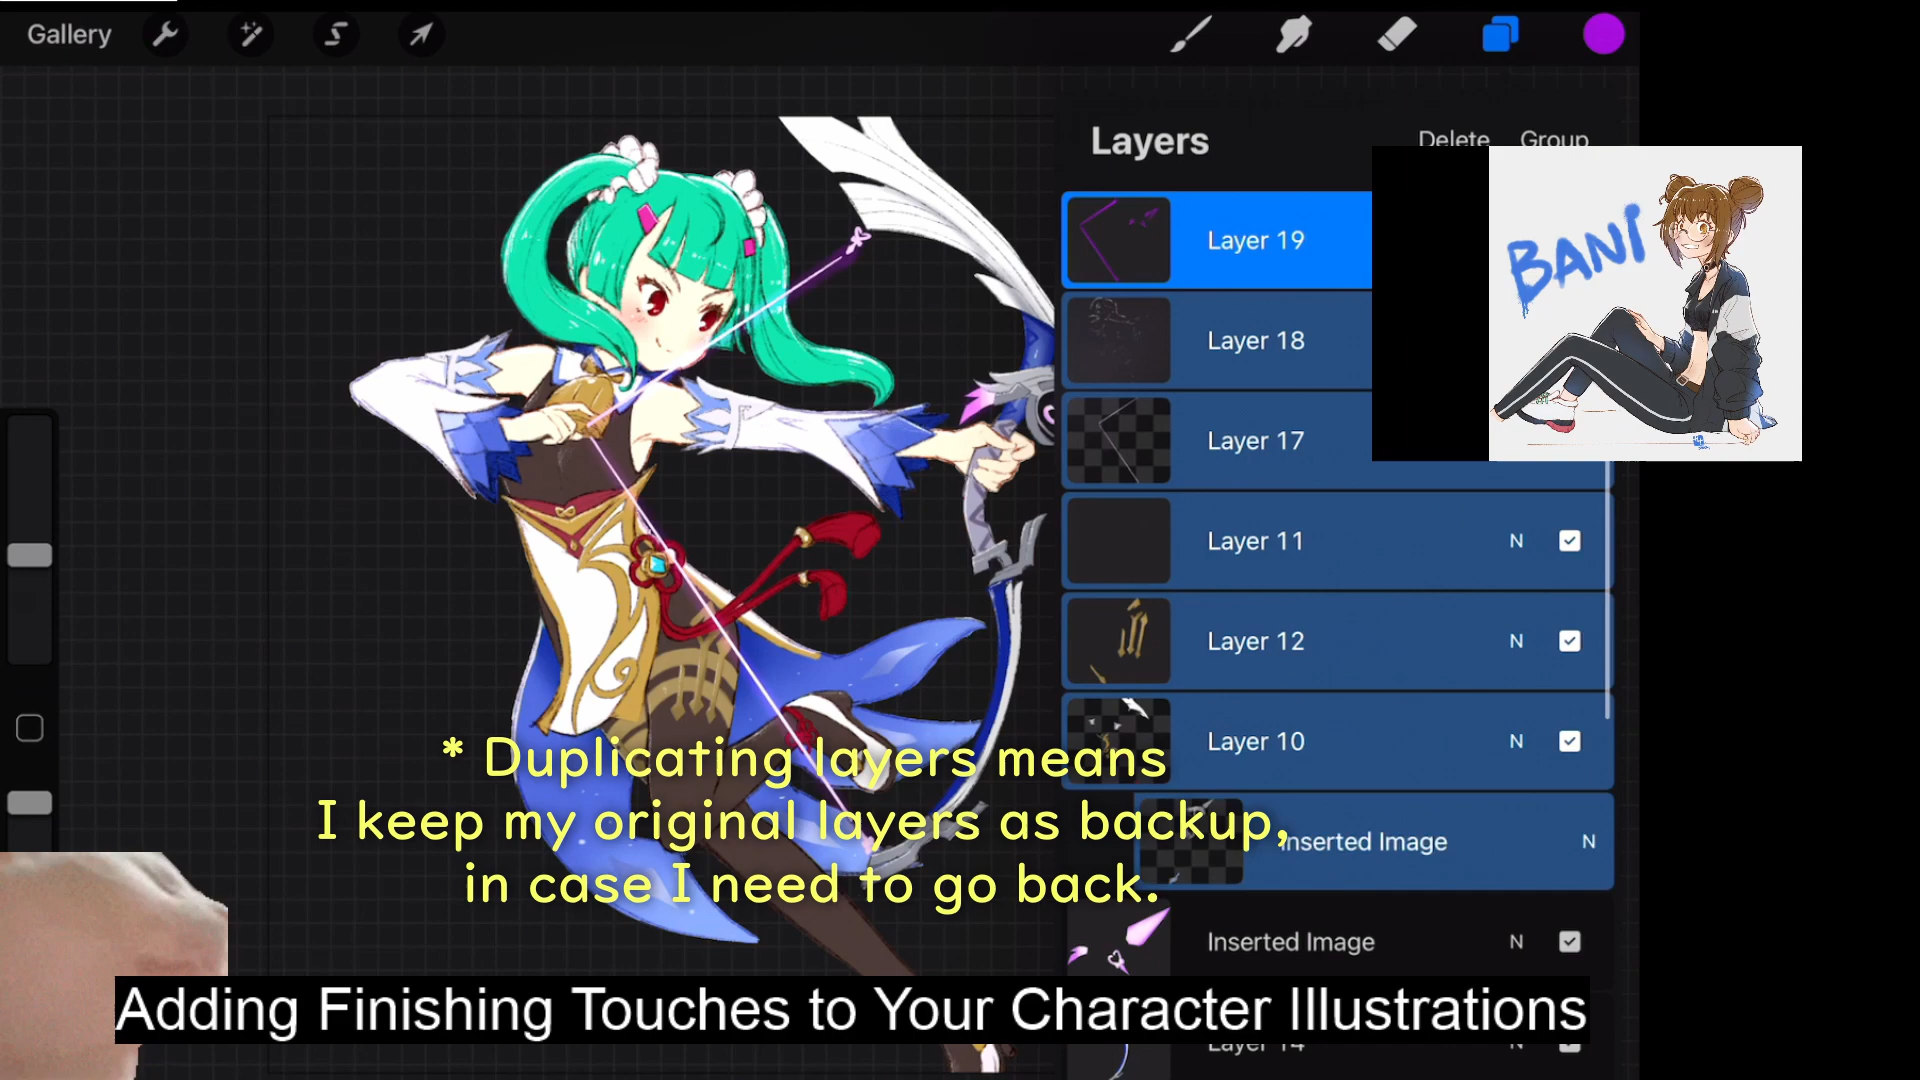 Gallery
Layers
Delete Group
Layer 19
BANI
Layer 18
Layer 17
Layer 11 N
Layer 12 N
Layer 10 N
* Duplicating layers means
I keep my original layers as backup,
Inserted Image N
in case I need to go back.
Inserted Image N
Adding Finishing Touches to Your Character Illustrations
Layer 14 N